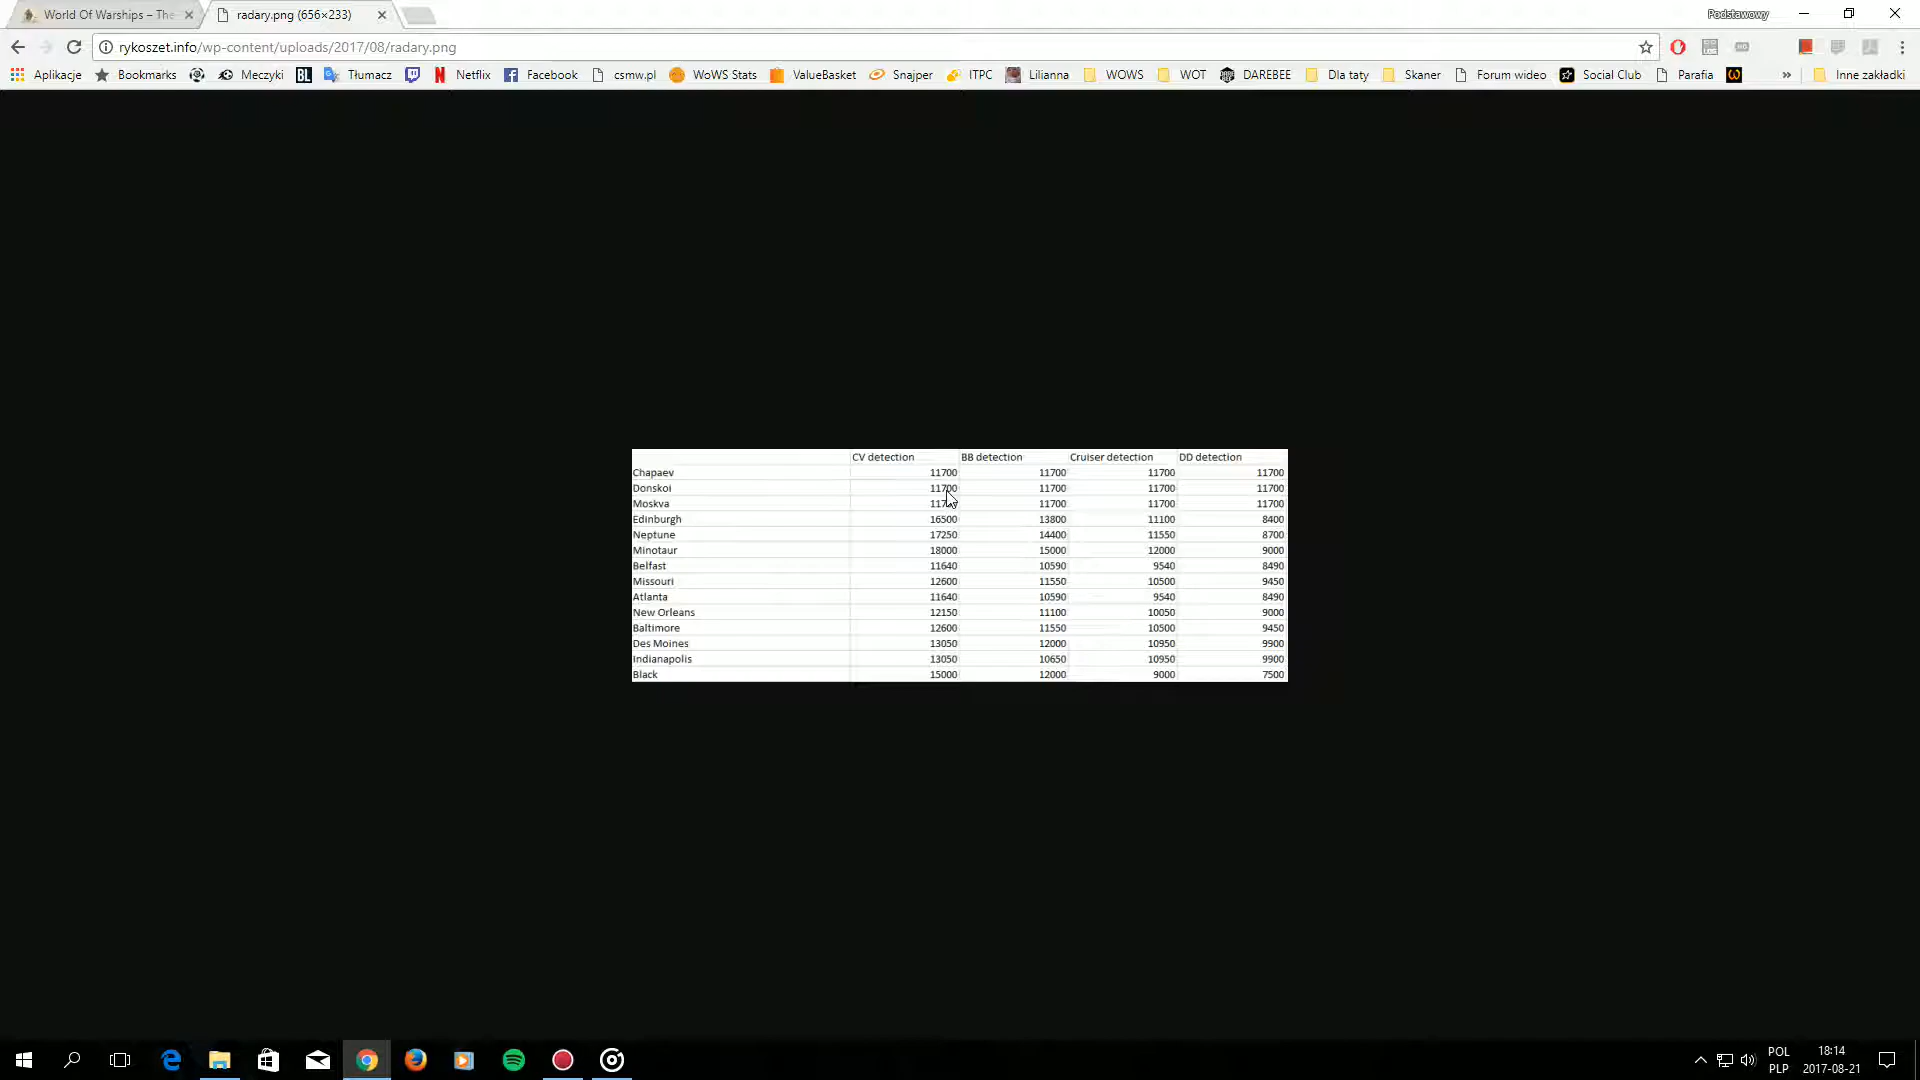 World Of Warships – The
radary.png (656×233)
Podstawowy
rykoszet.info/wp-content/uploads/2017/08/radary.png
Aplikacje Bookmarks Meczyki BL Tłumacz Netflix Facebook csmw.pl WoWS Stats ValueBasket Snajper ITPC Lilianna WOWS WOT DAREBEE Dla taty Skaner Forum wideo Social Club Parafia » Inne zakładki
CV detection BB detection Cruiser detection DD detection
Chapaev 11700 11700 11700 11700
Donskoi 11700 11700 11700 11700
Moskva 11700 11700 11700
Edinburgh 16500 13800 11100 8400
Neptune 17250 14400 11550 8700
Minotaur 18000 15000 12000 9000
Belfast 11640 10590 9540 8490
Missouri 12600 11550 10500 9450
Atlanta 11640 10590 9540 8490
New Orleans 12150 11100 10050 9000
Baltimore 12600 11550 10500 9450
Des Moines 13050 12000 10950 9900
Indianapolis 13050 10650 10950 9900
Black 15000 12000 9000 7500
POL 18:14
PLP 2017-08-21